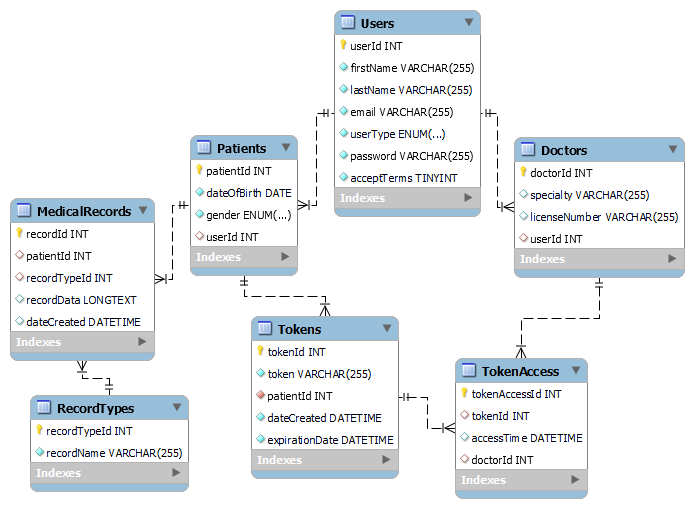 Users
userId INT
firstName VARCHAR(255)
lastName VARCHAR(255)
email VARCHAR(255)
userType ENUM(...)
password VARCHAR(255)
acceptTerms TINYINT
Indexes
Patients
patientId INT
dateOfBirth DATE
gender ENUM(...)
userId INT
Indexes
Doctors
doctorId INT
specialty VARCHAR(255)
licenseNumber VARCHAR(255)
userId INT
Indexes
MedicalRecords
recordId INT
patientId INT
recordTypeId INT
recordData LONGTEXT
dateCreated DATETIME
Indexes
Tokens
tokenId INT
token VARCHAR(255)
patientId INT
dateCreated DATETIME
expirationDate DATETIME
Indexes
TokenAccess
tokenAccessId INT
tokenId INT
accessTime DATETIME
doctorId INT
Indexes
RecordTypes
recordTypeId INT
recordName VARCHAR(255)
Indexes